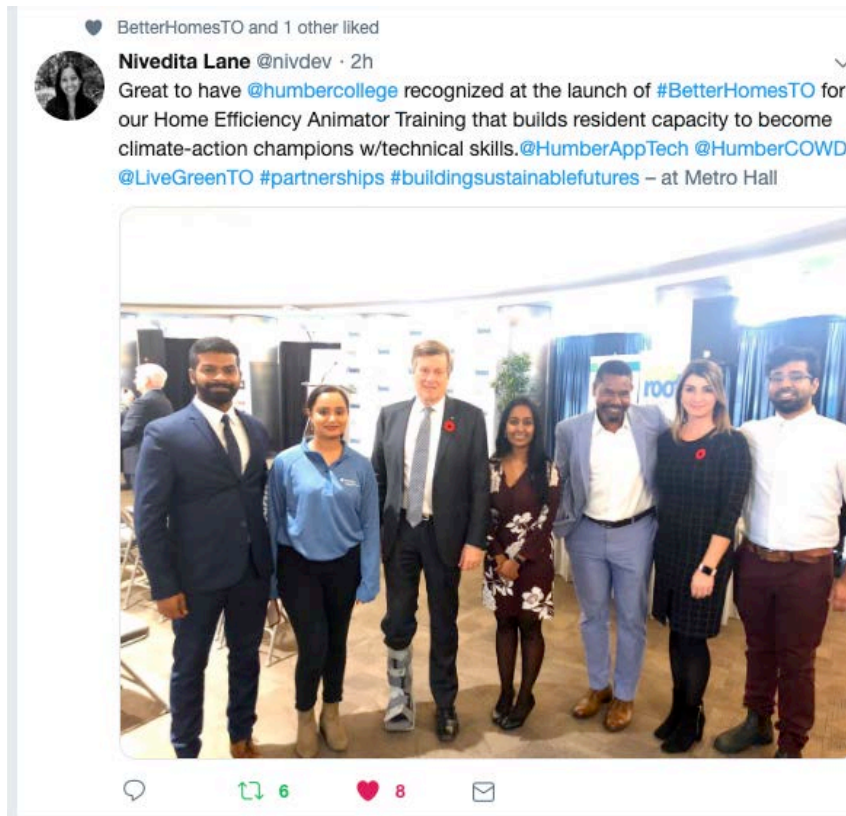 BetterHomesTO and 1 other liked
Nivedita Lane @nivdev · 2h
Great to have @humbercollege recognized at the launch of #BetterHomesTO for
our Home Efficiency Animator Training that builds resident capacity to become
climate-action champions w/technical skills.@HumberAppTech @HumberCOWD
@LiveGreenTO #partnerships #buildingsustainablefutures – at Metro Hall
roo
6
8